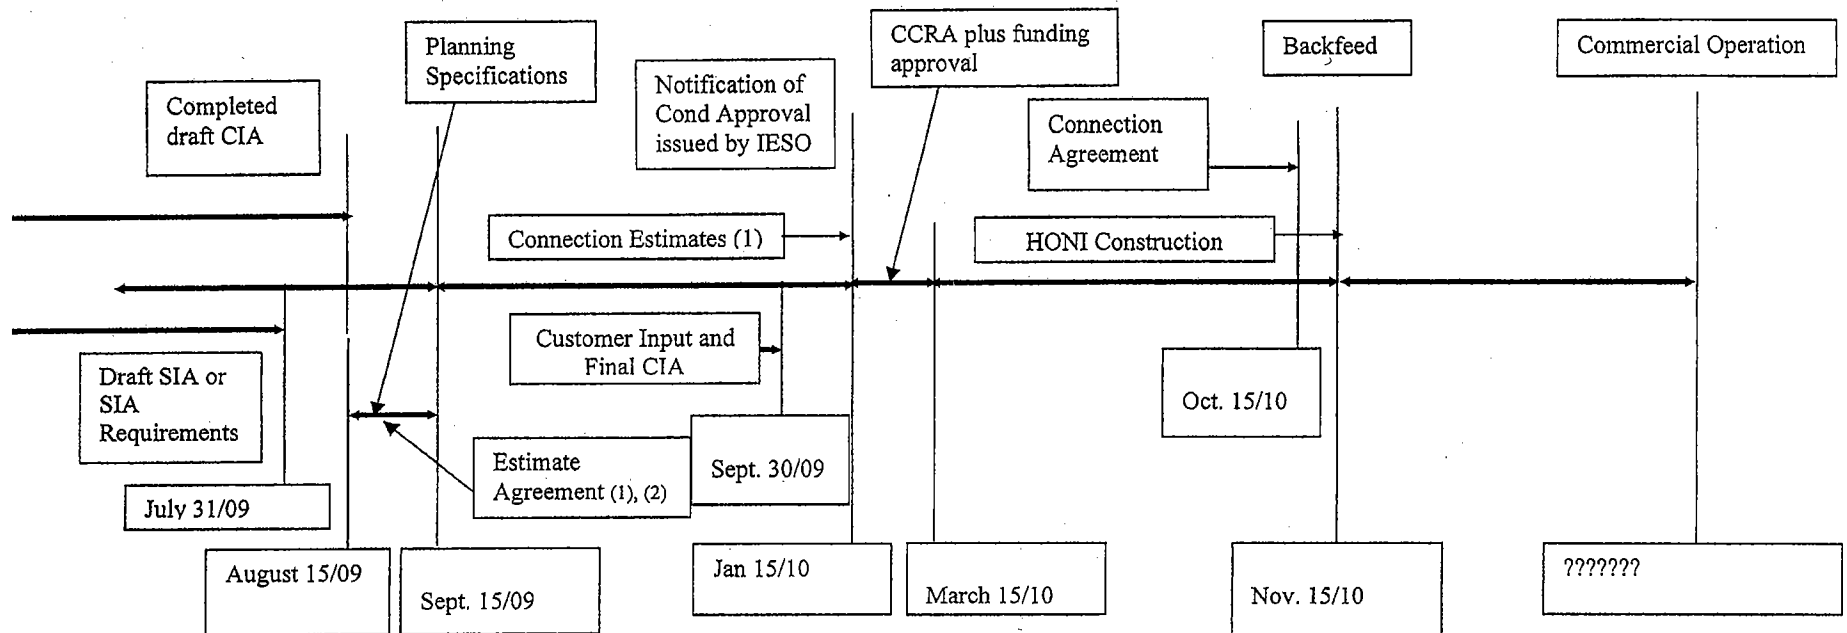 Planning
Specifications
CCRA plus funding
approval
Backfeed
Commercial Operation
Completed
draft CIA
Notification of
Cond Approval
issued by IESO
Connection
Agreement
Connection Estimates (1)
HONI Construction
Customer Input and
Final CIA
Draft SIA or
SIA
Requirements
Oct. 15/10
Estimate
Agreement (1), (2)
Sept. 30/09
July 31/09
August 15/09
Sept. 15/09
Jan 15/10
March 15/10
Nov. 15/10
???????